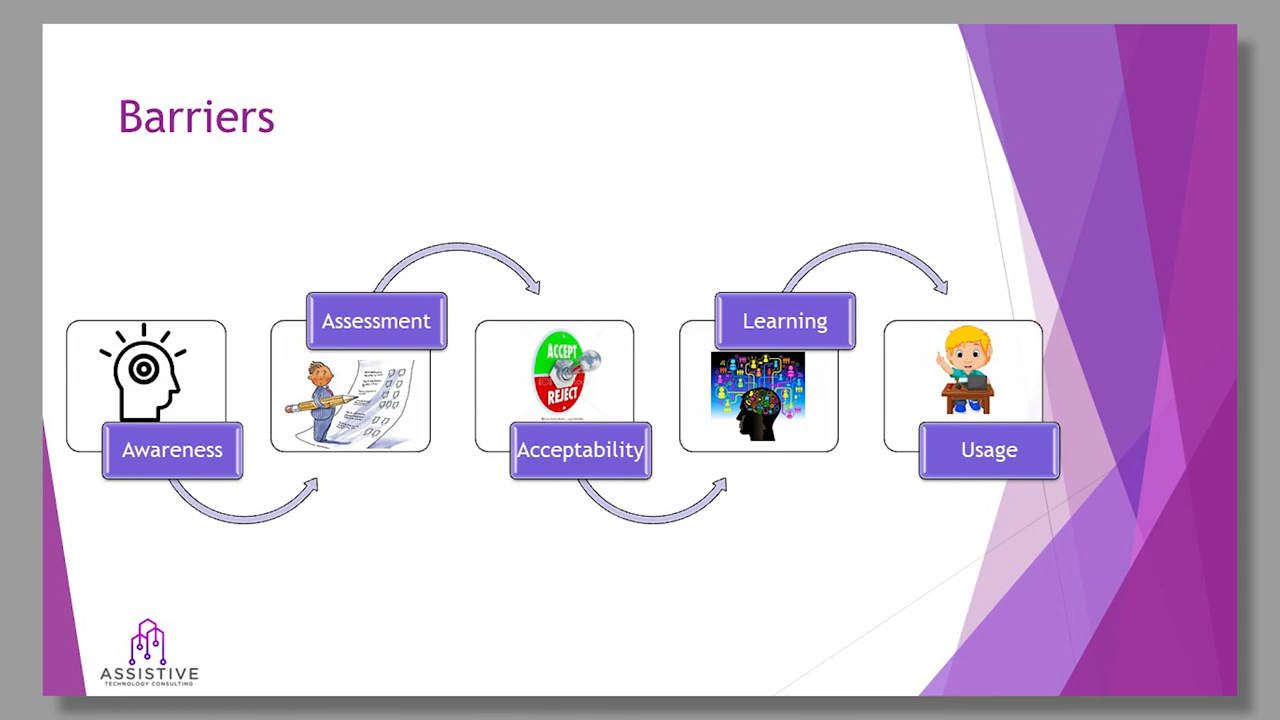 Barriers
Awareness
Assessment
ACCEPT
REJECT
Acceptability
Learning
Usage
ASSISTIVE
TECHNOLOGY CONSULTING